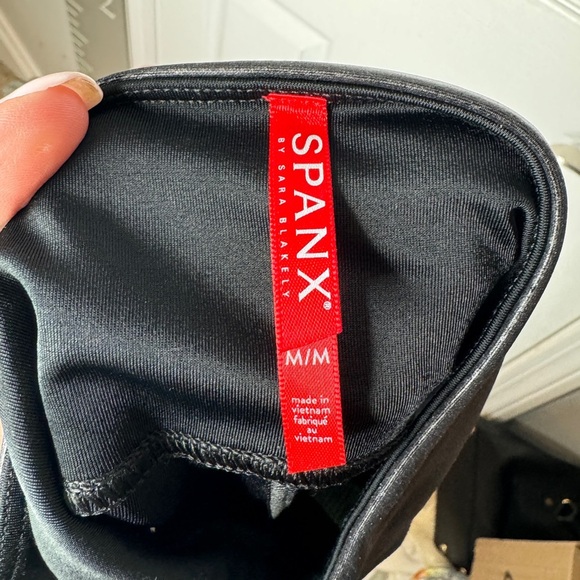 SPANX®
BY SARA BLAKELY
M/M
made in
vietnam
fabriqué
au
vietnam